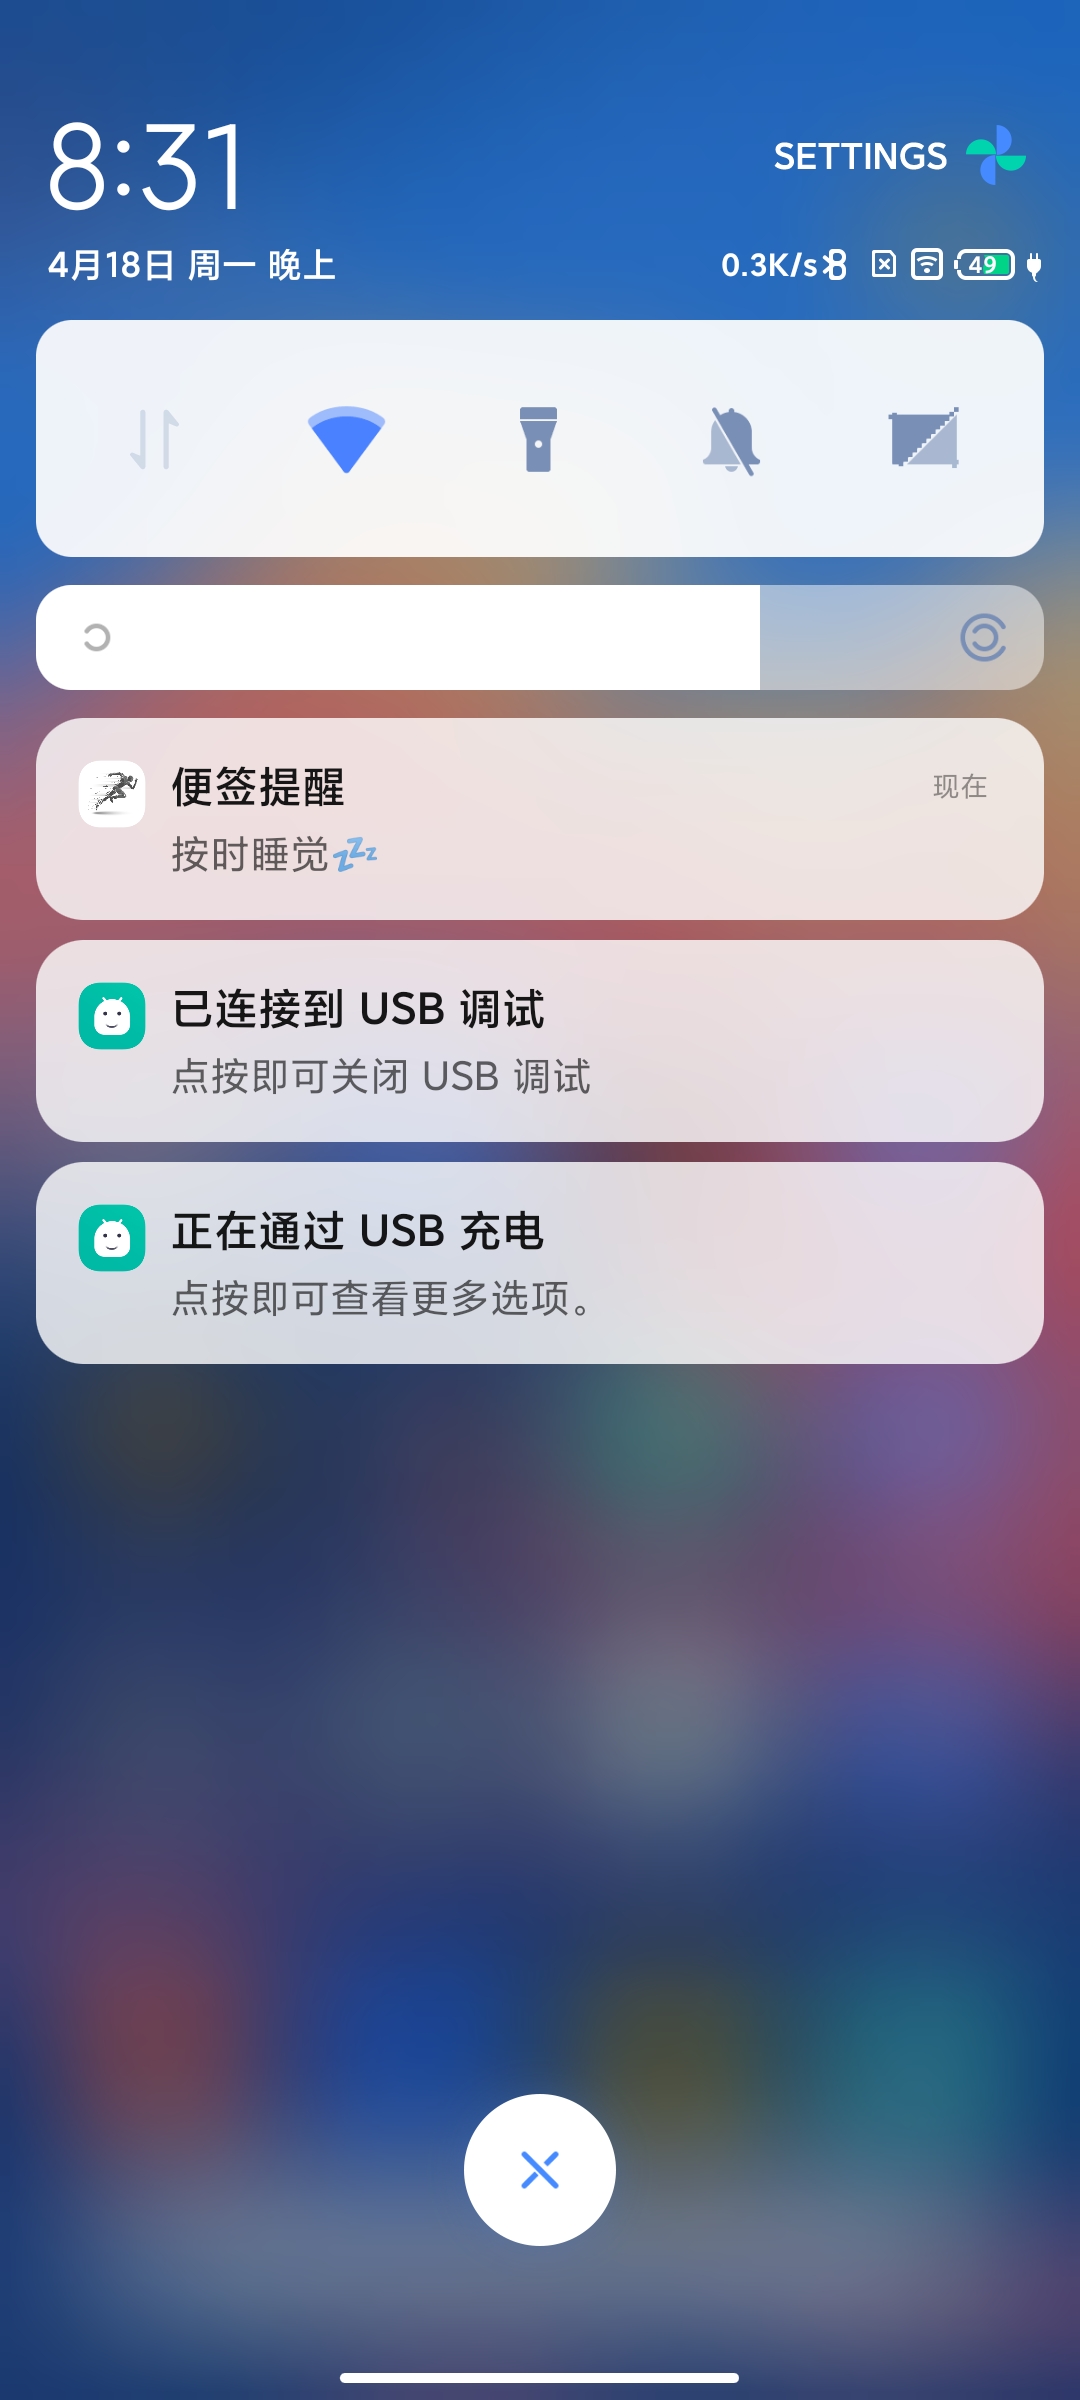 8:31
SETTINGS
4月18日 周一 晚上
0.3K/s
49
便签提醒
现在
按时睡觉💤
已连接到 USB 调试
点按即可关闭 USB 调试
正在通过 USB 充电
点按即可查看更多选项。